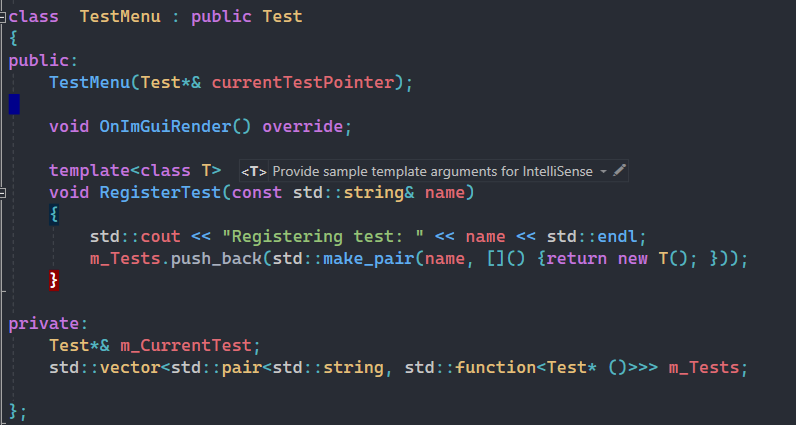 class  TestMenu : public Test
{
public:
    TestMenu(Test*& currentTestPointer);

    void OnImGuiRender() override;

    template<class T> <T> Provide sample template arguments for IntelliSense
    void RegisterTest(const std::string& name)
    {
        std::cout << "Registering test: " << name << std::endl;
        m_Tests.push_back(std::make_pair(name, []() {return new T(); }));
    }

private:
    Test*& m_CurrentTest;
    std::vector<std::pair<std::string, std::function<Test* ()>>> m_Tests;

};